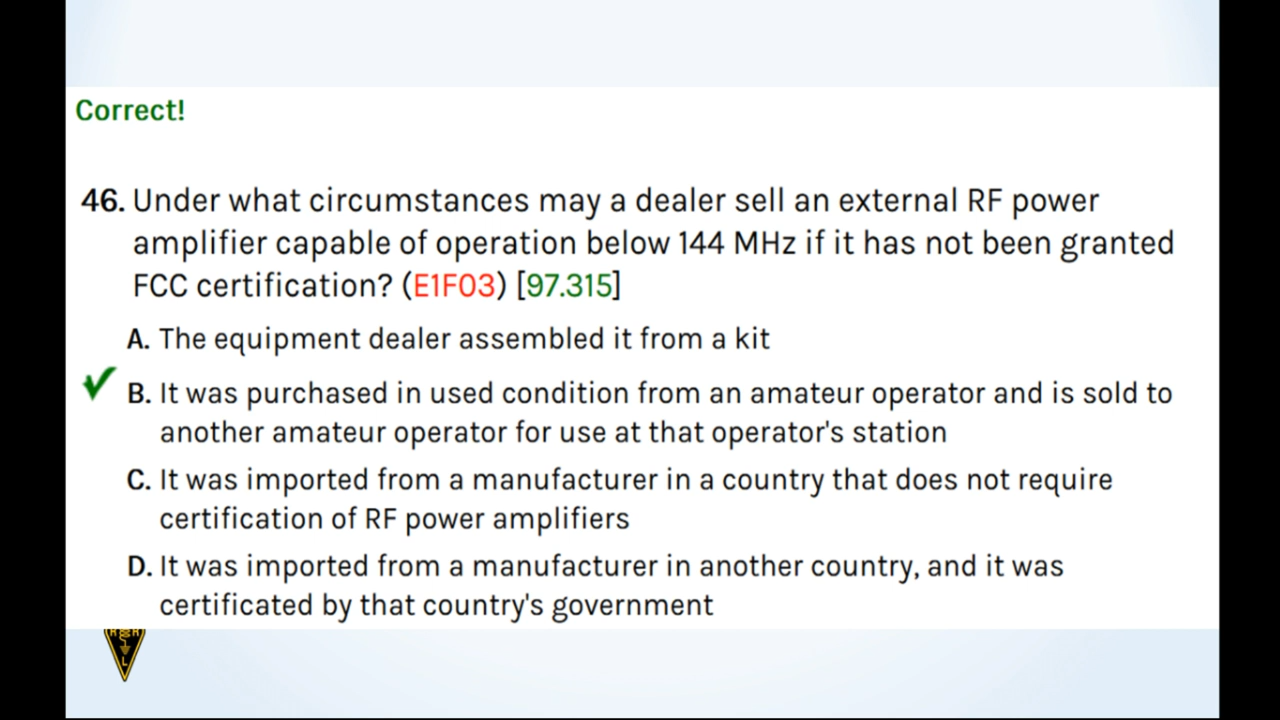 Correct!
46. Under what circumstances may a dealer sell an external RF power
amplifier capable of operation below 144 MHz if it has not been granted
FCC certification? (E1F03) [97.315]
A. The equipment dealer assembled it from a kit
B. It was purchased in used condition from an amateur operator and is sold to
another amateur operator for use at that operator's station
C. It was imported from a manufacturer in a country that does not require
certification of RF power amplifiers
D. It was imported from a manufacturer in another country, and it was
certificated by that country's government
R R
L